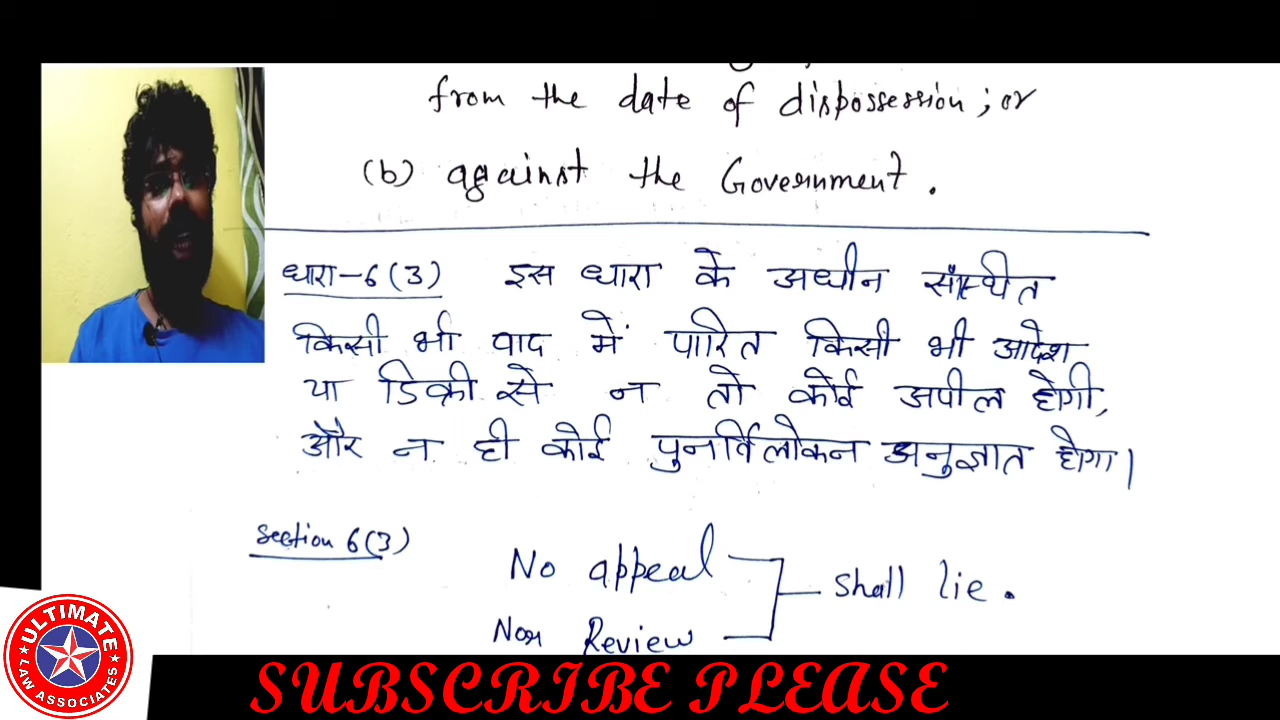 from the date of dispossession ; or
(b) against the Government .
धारा-6(3) इस धारा के अधीन संस्थित
किसी भी वाद में पारित किसी भी आदेश
या डिक्री से न तो कोई अपील होगी,
और न ही कोई पुनर्विलोकन अनुज्ञात होगा।
Section 6(3)
No appeal
Shall lie .
Nor Review
ULTIMATE
LAW ASSOCIATES
SUBSCRIBE PLEASE